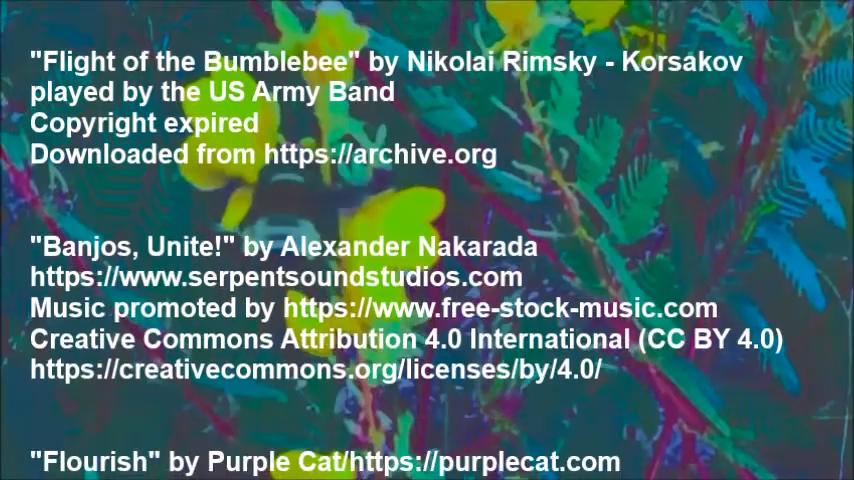 "Flight of the Bumblebee" by Nikolai Rimsky - Korsakov
played by the US Army Band
Copyright expired
Downloaded from https://archive.org
"Banjos, Unite!" by Alexander Nakarada
https://www.serpentsoundstudios.com
Music promoted by https://www.free-stock-music.com
Creative Commons Attribution 4.0 International (CC BY 4.0)
https://creativecommons.org/licenses/by/4.0/
"Flourish" by Purple Cat/https://purplecat.com